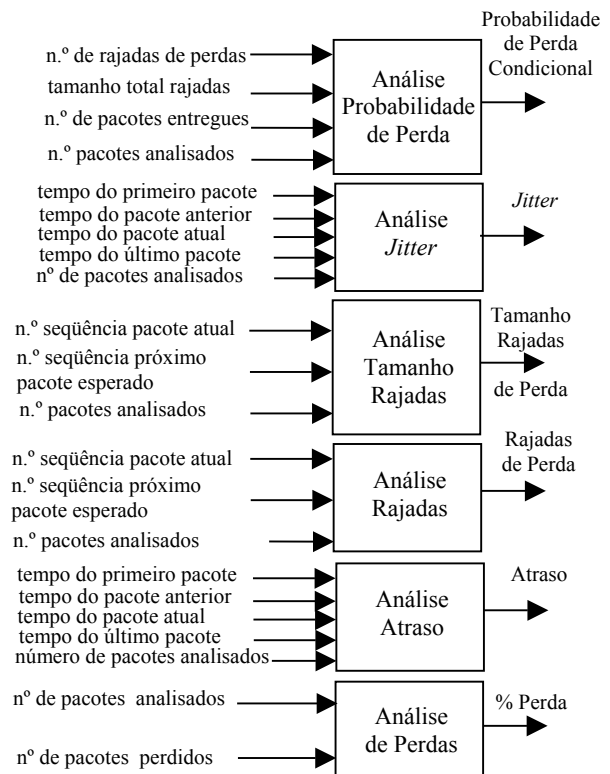 n.º de rajadas de perdas
tamanho total rajadas
n.º de pacotes entregues
n.º pacotes analisados
Análise
Probabilidade
de Perda
Probabilidade
de Perda
Condicional
tempo do primeiro pacote
tempo do pacote anterior
tempo do pacote atual
tempo do último pacote
nº de pacotes analisados
Análise
Jitter
Jitter
n.º seqüência pacote atual
n.º seqüência próximo
pacote esperado
n.º pacotes analisados
Análise
Tamanho
Rajadas
Tamanho
Rajadas
de Perda
n.º seqüência pacote atual
n.º seqüência próximo
pacote esperado
n.º pacotes analisados
Análise
Rajadas
Rajadas
de Perda
tempo do primeiro pacote
tempo do pacote anterior
tempo do pacote atual
tempo do último pacote
número de pacotes analisados
Análise
Atraso
Atraso
nº de pacotes analisados
nº de pacotes perdidos
Análise
de Perdas
% Perda